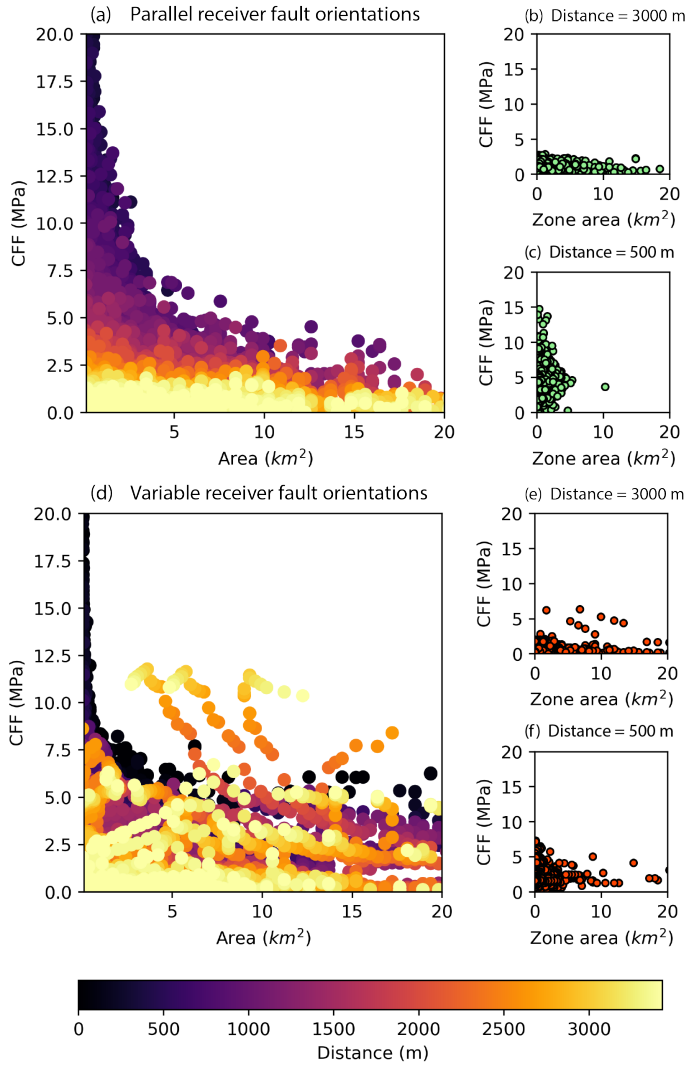 (a) Parallel receiver fault orientations
20.0
17.5
15.0
12.5
10.0
7.5
5.0
2.5
0.0
CFF (MPa)
5 10 15 20
Area (km²)
(b) Distance = 3000 m
20
10
5
0
CFF (MPa)
0 10 20
Zone area (km²)
(c) Distance = 500 m
20
15
10
5
0
CFF (MPa)
0 10 20
Zone area (km²)
(d) Variable receiver fault orientations
20.0
17.5
15.0
12.5
10.0
7.5
5.0
2.5
0.0
CFF (MPa)
5 10 15 20
Area (km²)
(e) Distance = 3000 m
20
15
10
5
0
CFF (MPa)
0 10 20
Zone area (km²)
(f) Distance = 500 m
20
15
10
5
0
CFF (MPa)
0 10 20
Zone area (km²)
0 500 1000 1500 2000 2500 3000
Distance (m)